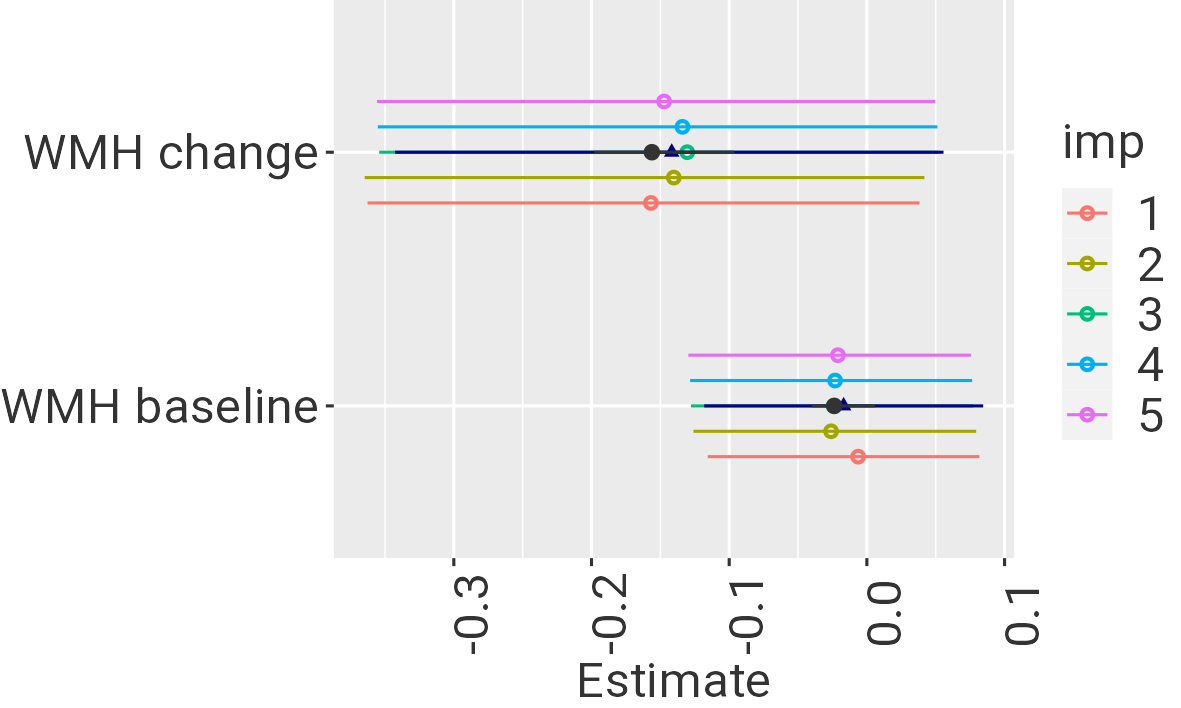 WMH change
WMH baseline
-0.3
-0.2
-0.1
0.0
0.1
Estimate
imp
1
2
3
4
5